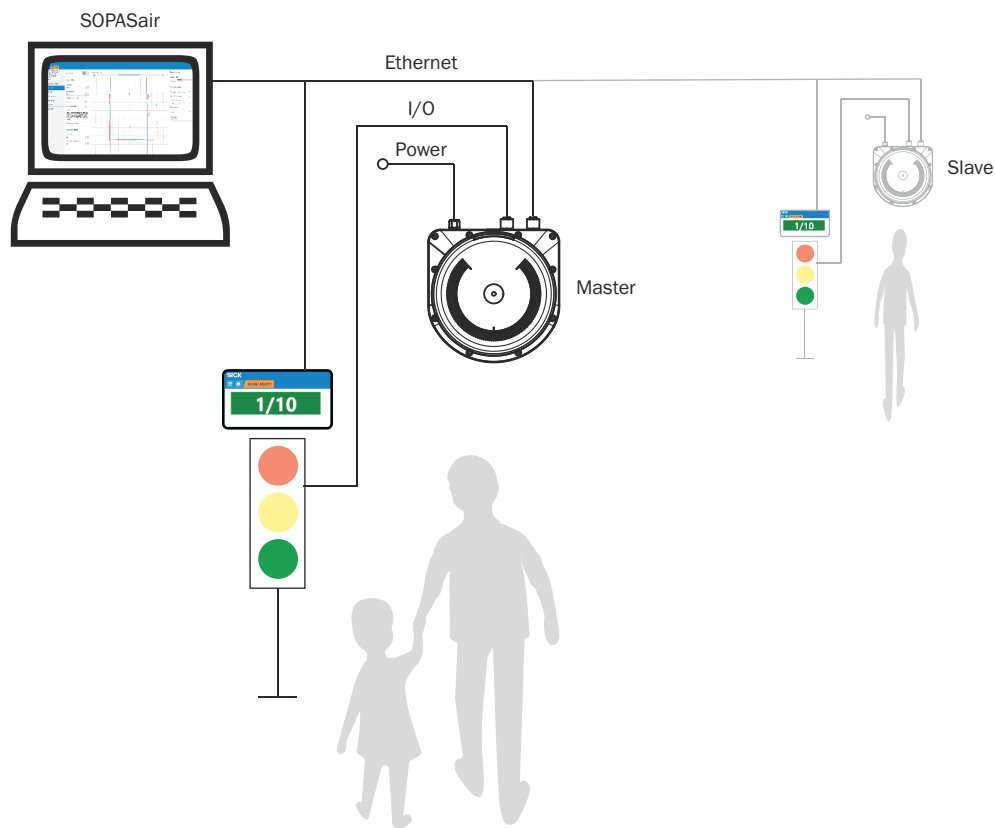 SOPASair
Ethernet
I/O
Power
Slave
1/10
Master
SICK
1/10